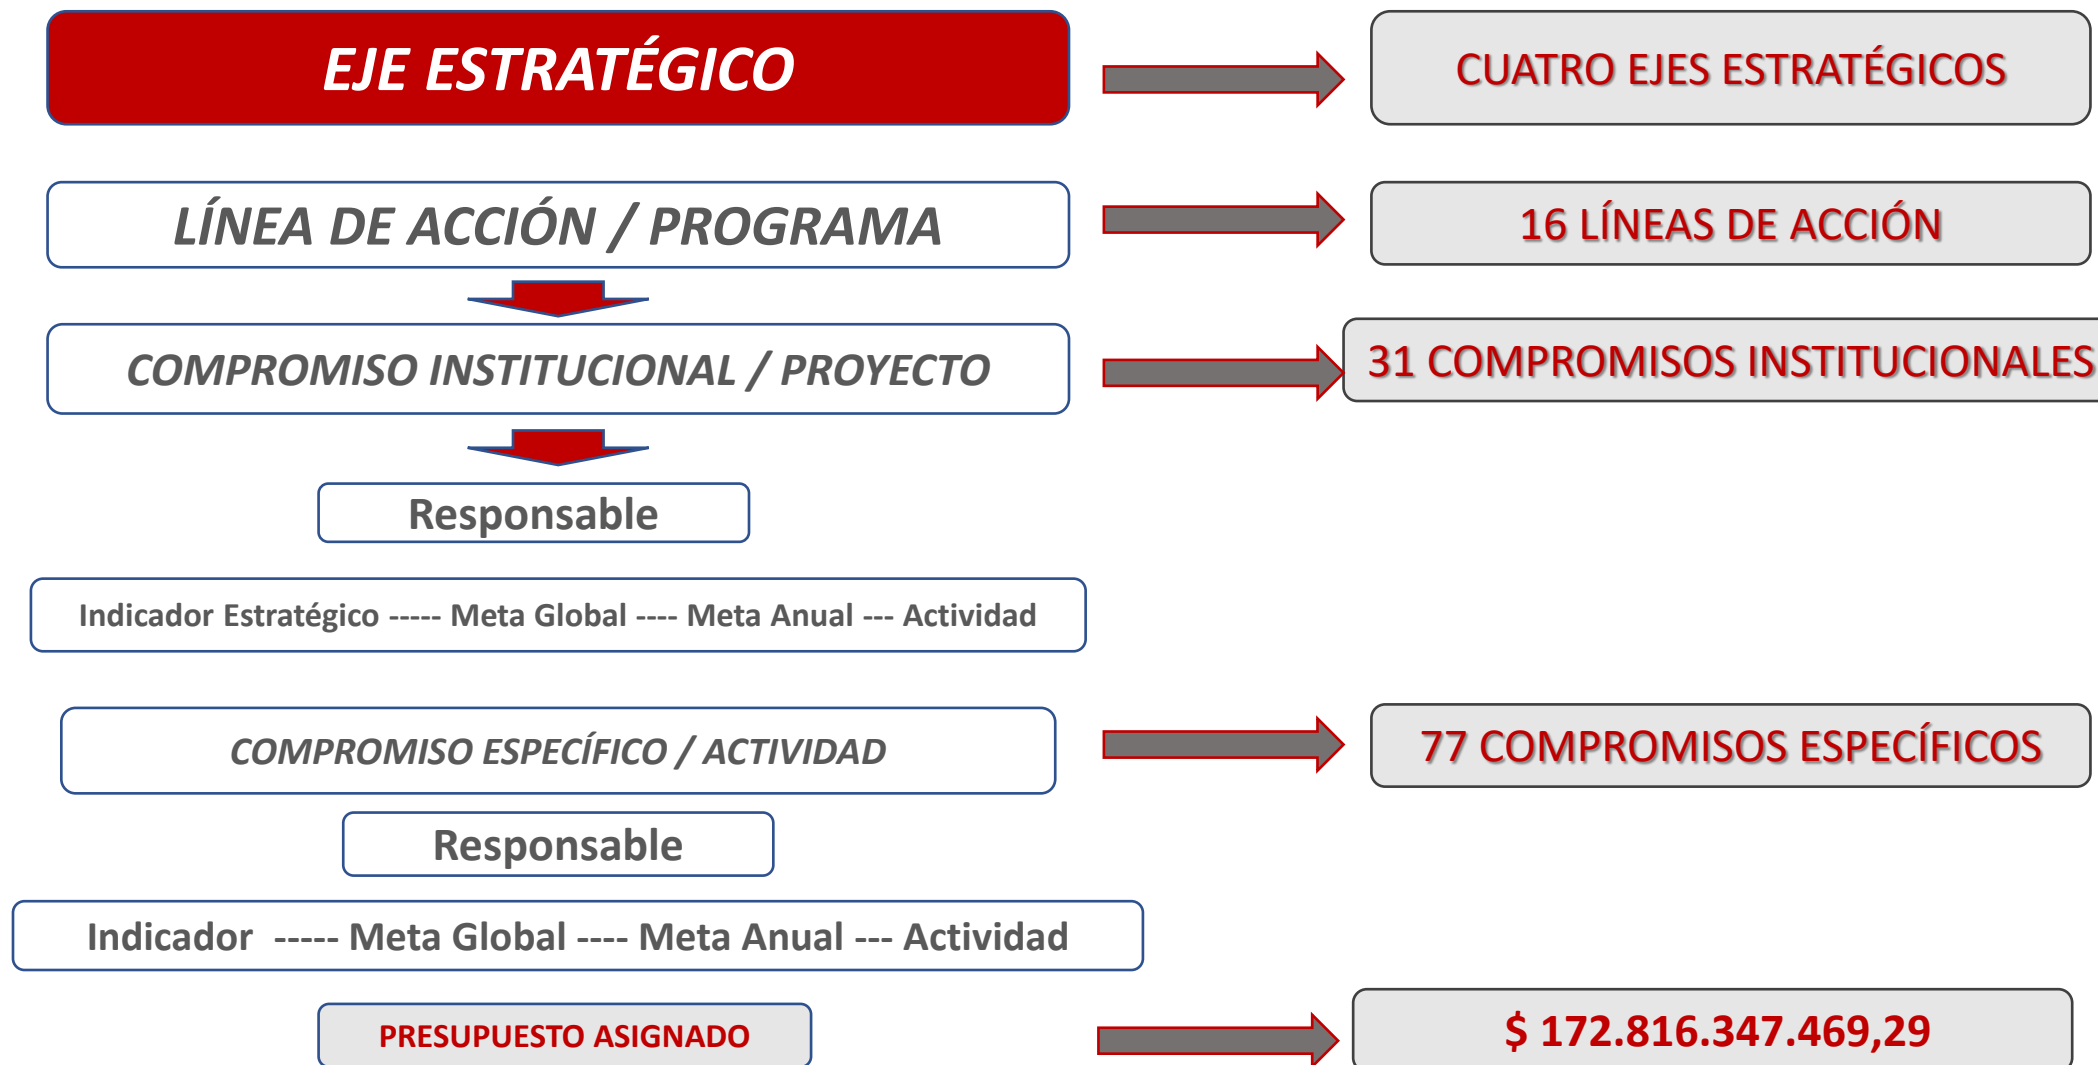 EJE ESTRATÉGICO
CUATRO EJES ESTRATÉGICOS
LÍNEA DE ACCIÓN / PROGRAMA
16 LÍNEAS DE ACCIÓN
COMPROMISO INSTITUCIONAL / PROYECTO
31 COMPROMISOS INSTITUCIONALES
Responsable
Indicador Estratégico ----- Meta Global ---- Meta Anual --- Actividad
COMPROMISO ESPECÍFICO / ACTIVIDAD
77 COMPROMISOS ESPECÍFICOS
Responsable
Indicador ----- Meta Global ---- Meta Anual --- Actividad
PRESUPUESTO ASIGNADO
$ 172.816.347.469,29